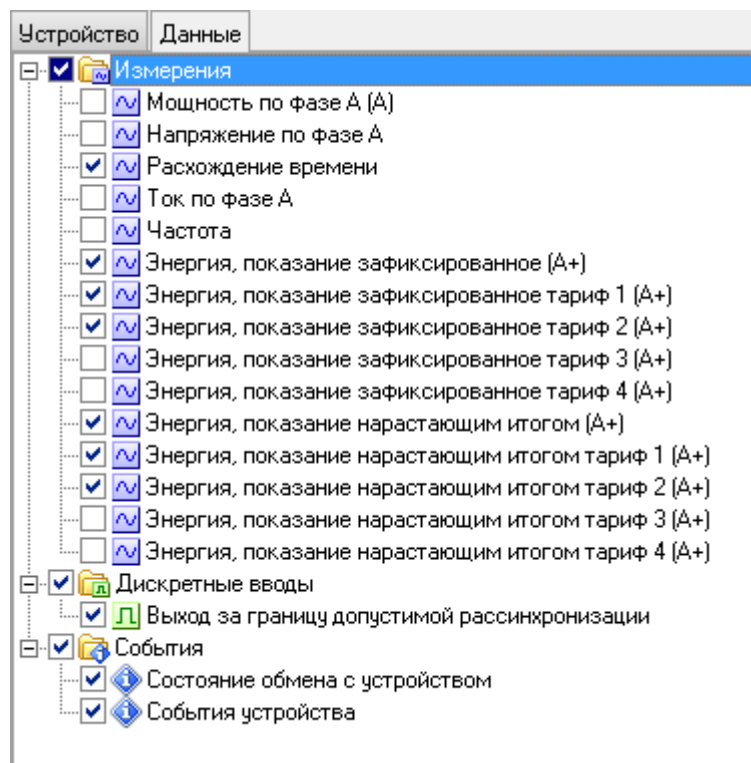 Устройство Данные
Измерения
Мощность по фазе А (А)
Напряжение по фазе А
Расхождение времени
Ток по фазе А
Частота
Энергия, показание зафиксированное (А+)
Энергия, показание зафиксированное тариф 1 (А+)
Энергия, показание зафиксированное тариф 2 (А+)
Энергия, показание зафиксированное тариф 3 (А+)
Энергия, показание зафиксированное тариф 4 (А+)
Энергия, показание нарастающим итогом (А+)
Энергия, показание нарастающим итогом тариф 1 (А+)
Энергия, показание нарастающим итогом тариф 2 (А+)
Энергия, показание нарастающим итогом тариф 3 (А+)
Энергия, показание нарастающим итогом тариф 4 (А+)
Дискретные вводы
Выход за границу допустимой рассинхронизации
События
Состояние обмена с устройством
События устройства